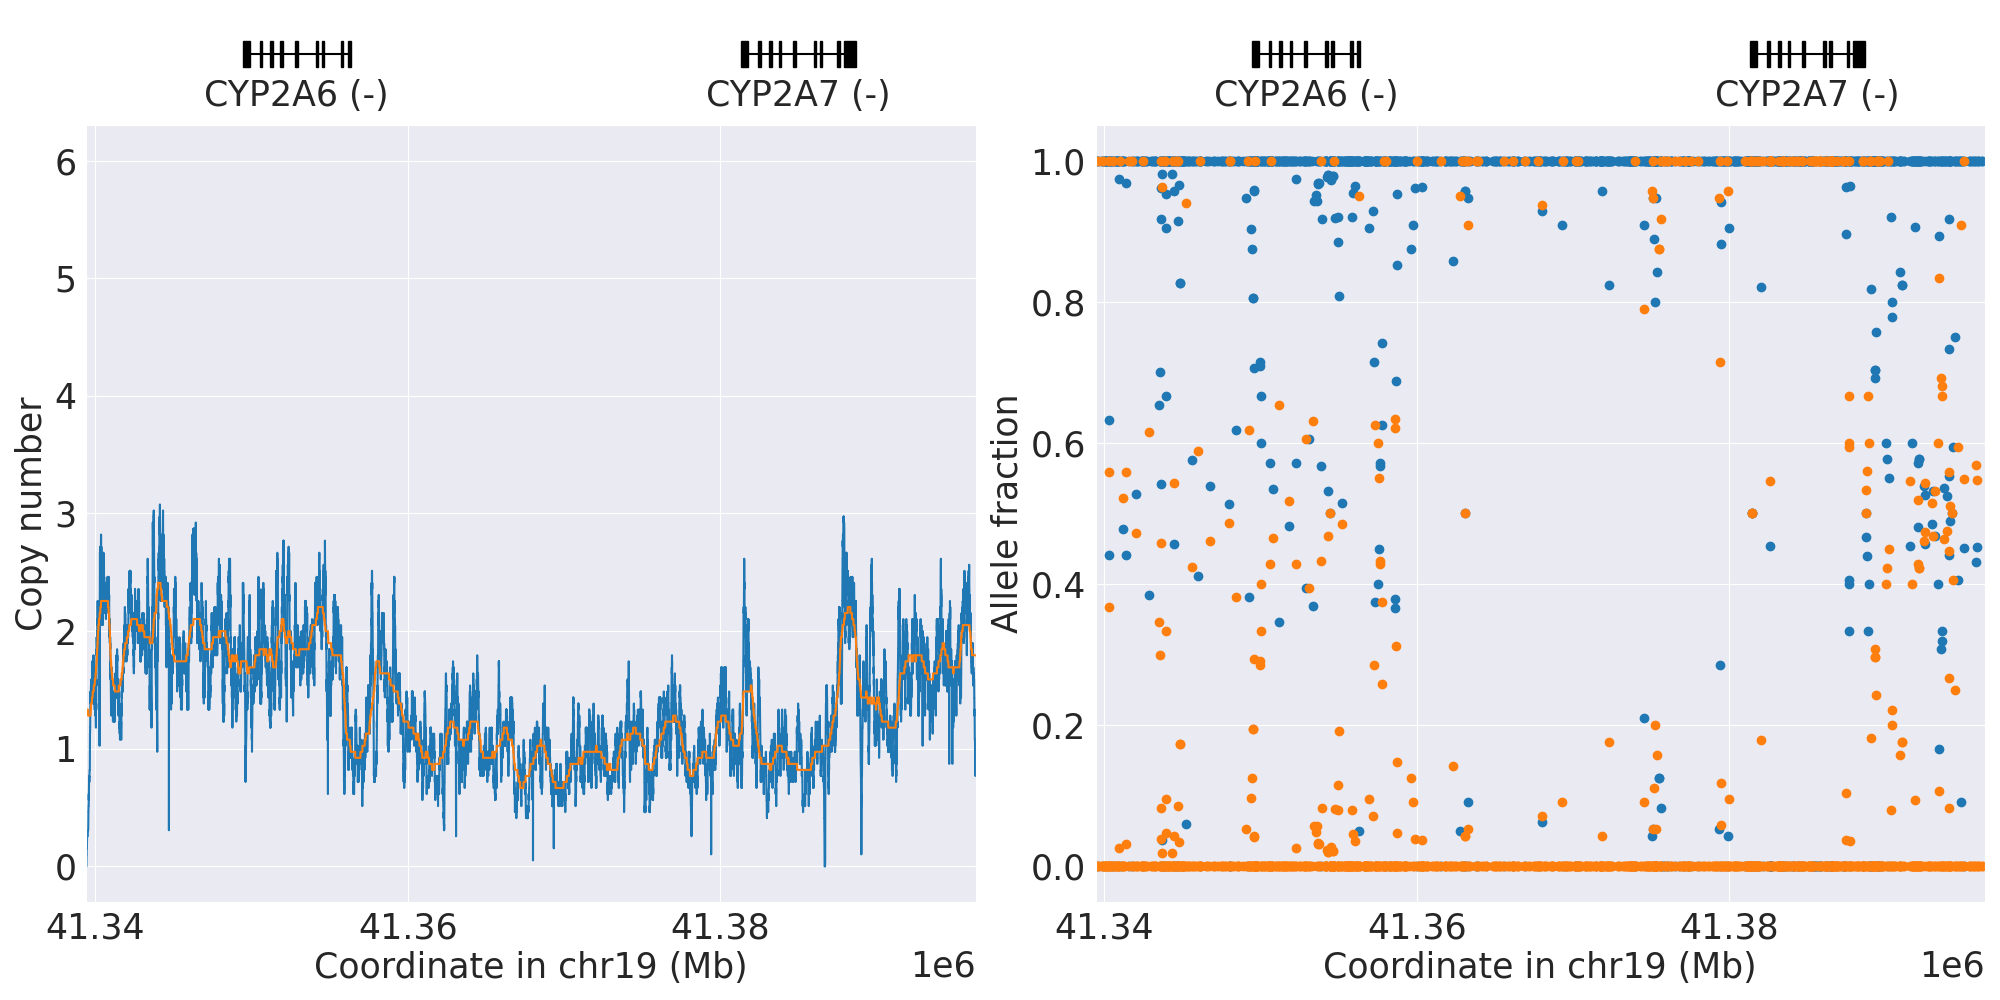 CYP2A6 (-)
CYP2A7 (-)
6
5
4
3
2
1
0
Copy number
41.34
41.36
41.38
Coordinate in chr19 (Mb)
1e6
CYP2A6 (-)
CYP2A7 (-)
1.0
0.8
0.6
0.4
0.2
0.0
Allele fraction
41.34
41.36
41.38
Coordinate in chr19 (Mb)
1e6